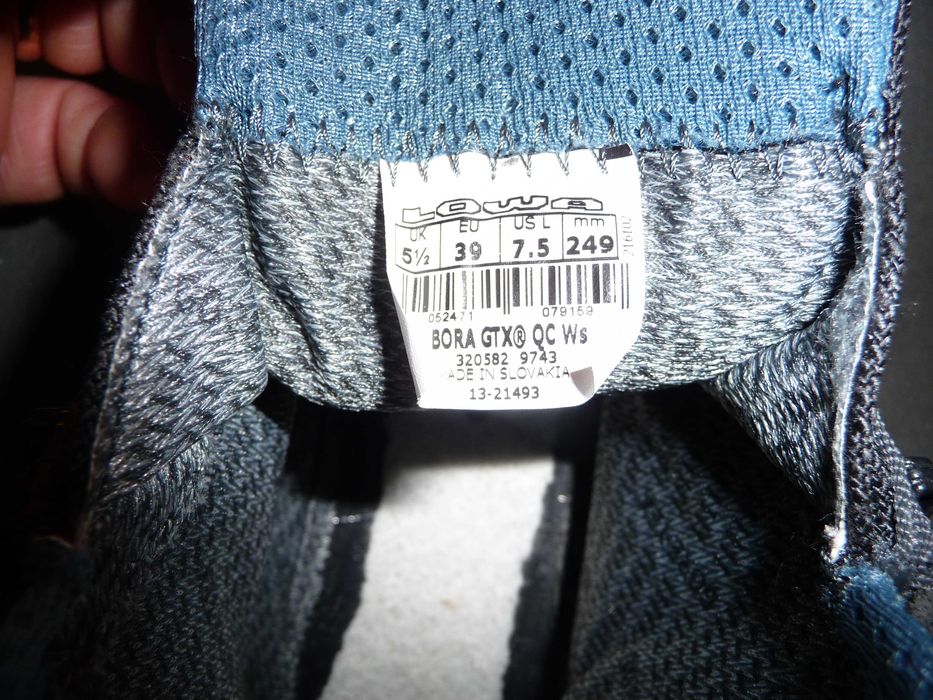 LOWA
UK EU US L mm
5½ 39 7.5 249
052471 079159
BORA GTX® QC Ws
320582 9743
MADE IN SLOVAKIA
13-21493